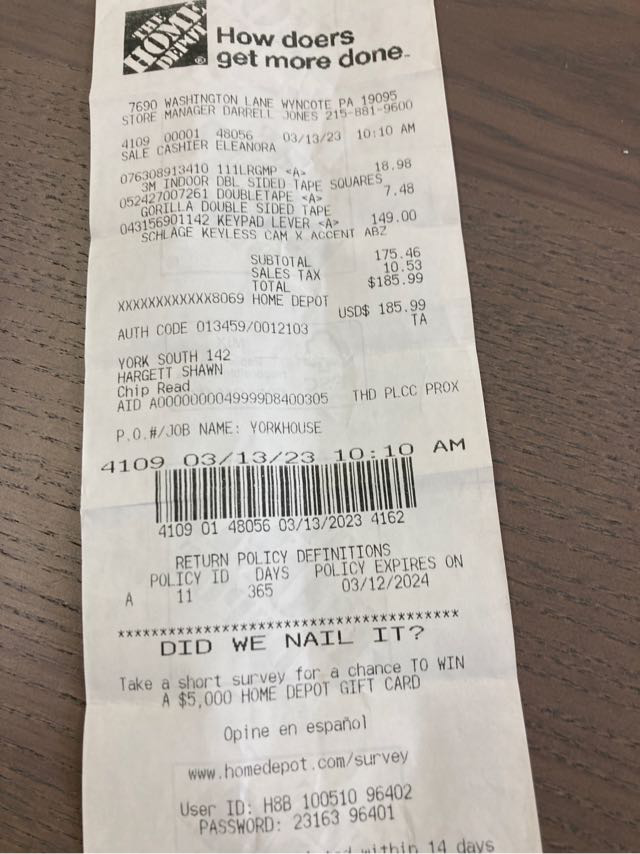 THE
HOME
DEPOT
®
How doers
get more done™
7690 WASHINGTON LANE WYNCOTE PA 19095
STORE MANAGER DARRELL JONES 215-881-9600
4109 00001 48056 03/13/23 10:10 AM
SALE CASHIER ELEANORA
076308913410 111LRGMP <A> 18.98
3M INDOOR DBL SIDED TAPE SQUARES
052427007261 DOUBLETAPE <A> 7.48
GORILLA DOUBLE SIDED TAPE
043156901142 KEYPAD LEVER <A> 149.00
SCHLAGE KEYLESS CAM X ACCENT ABZ
SUBTOTAL 175.46
SALES TAX 10.53
TOTAL $185.99
XXXXXXXXXXXX8069 HOME DEPOT
USD$ 185.99
AUTH CODE 013459/0012103 TA
YORK SOUTH 142
HARGETT SHAWN
Chip Read
AID A0000000049999D8400305 THD PLCC PROX
P.O.#/JOB NAME: YORKHOUSE
4109 03/13/23 10:10 AM
4109 01 48056 03/13/2023 4162
RETURN POLICY DEFINITIONS
POLICY ID DAYS POLICY EXPIRES ON
A 11 365 03/12/2024
**************************************
DID WE NAIL IT?
Take a short survey for a chance TO WIN
A $5,000 HOME DEPOT GIFT CARD
Opine en español
www.homedepot.com/survey
User ID: H8B 100510 96402
PASSWORD: 23163 96401
within 14 days